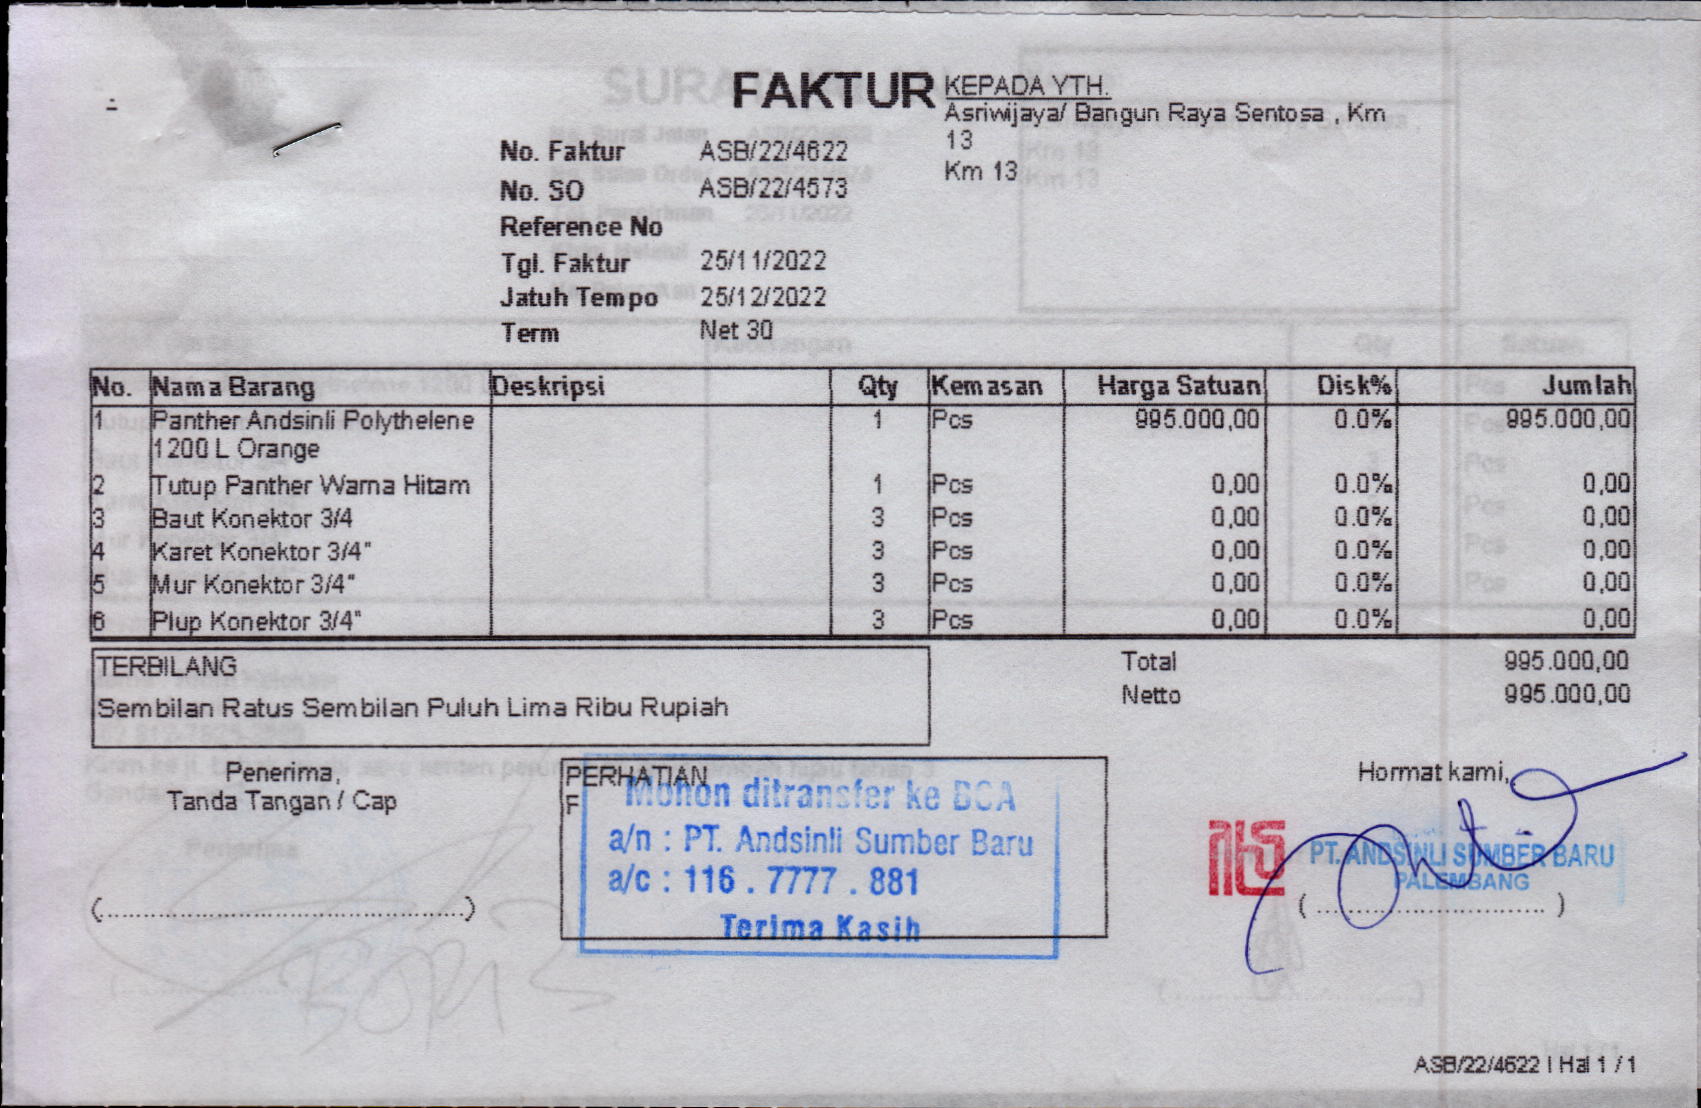 FAKTUR
KEPADA YTH.
Asriwijaya/ Bangun Raya Sentosa , Km
13
Km 13
No. Faktur ASB/22/4622
No. SO ASB/22/4573
Reference No
Tgl. Faktur 25/11/2022
Jatuh Tempo 25/12/2022
Term Net 30
No. Nama Barang Deskripsi Qty Kemasan Harga Satuan Disk% Jumlah
1 Panther Andsinli Polythelene 1 Pcs 995.000,00 0.0% 995.000,00
1200 L Orange
2 Tutup Panther Warna Hitam 1 Pcs 0,00 0.0% 0,00
3 Baut Konektor 3/4 3 Pcs 0,00 0.0% 0,00
4 Karet Konektor 3/4" 3 Pcs 0,00 0.0% 0,00
5 Mur Konektor 3/4" 3 Pcs 0,00 0.0% 0,00
6 Plup Konektor 3/4" 3 Pcs 0,00 0.0% 0,00
TERBILANG
Sembilan Ratus Sembilan Puluh Lima Ribu Rupiah
Total 995.000,00
Netto 995.000,00
Penerima,
Tanda Tangan / Cap
(............................................)
PERHATIAN
F
Mohon ditransfer ke BCA
a/n : PT. Andsinli Sumber Baru
a/c : 116 . 7777 . 881
Terima Kasih
Hormat kami,
PT. ANDSINLI SUMBER BARU
PALEMBANG
( ............................ )
ASB/22/4622 | Hal 1 / 1